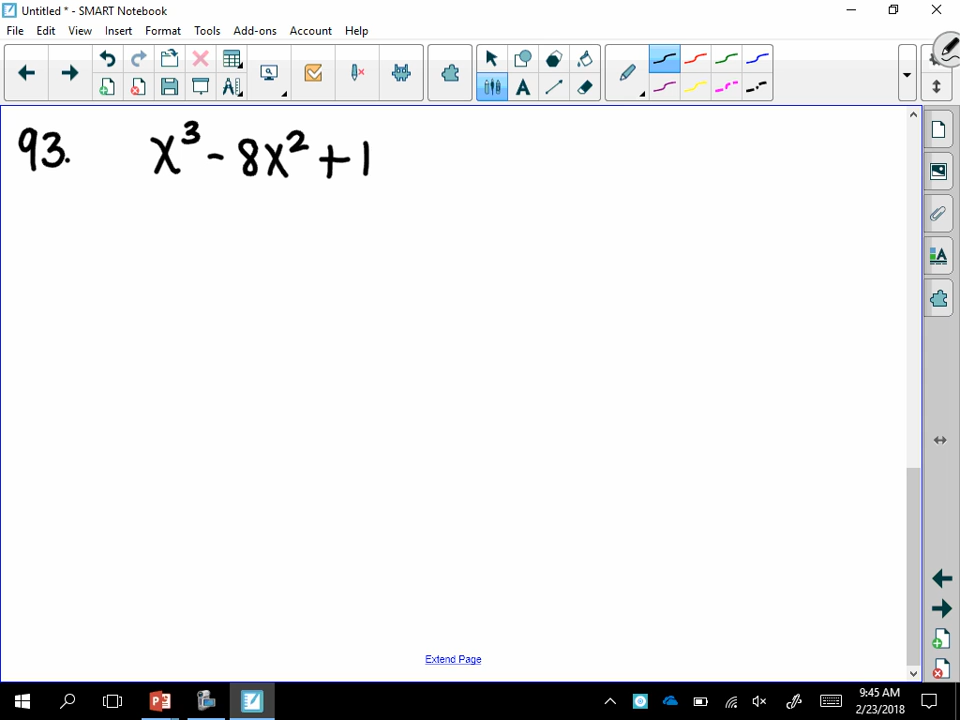 Untitled * - SMART Notebook
File Edit View Insert Format Tools Add-ons Account Help
93. x³ - 8x² + 1
Extend Page
9:45 AM
2/23/2018